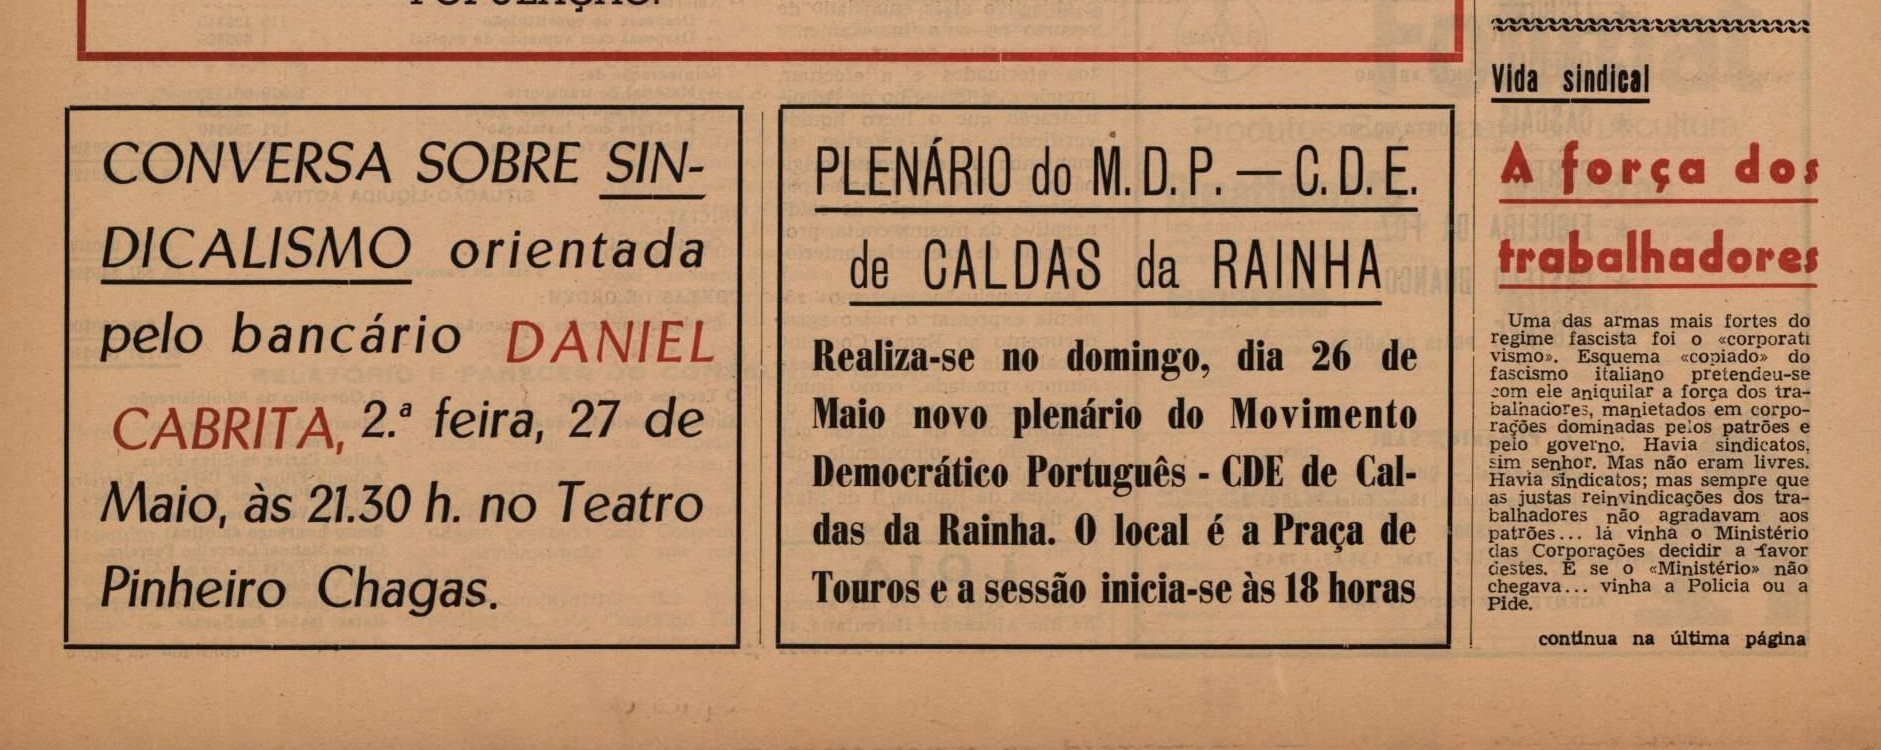 POPULAÇÃO.
CONVERSA SOBRE SIN-
DICALISMO orientada
pelo bancário DANIEL
CABRITA, 2.ª feira, 27 de
Maio, às 21.30 h. no Teatro
Pinheiro Chagas.
PLENÁRIO do M.D.P. — C.D.E.
de CALDAS da RAINHA
Realiza-se no domingo, dia 26 de
Maio novo plenário do Movimento
Democrático Português - CDE de Cal-
das da Rainha. O local é a Praça de
Touros e a sessão inicia-se às 18 horas
Vida sindical
A força dos
trabalhadores
Uma das armas mais fortes do
regime fascista foi o «corporati
vismo». Esquema «copiado» do
fascismo italiano pretendeu-se
com ele aniquilar a força dos tra-
balhadores, manietados em corpo-
rações dominadas pelos patrões e
pelo governo. Havia sindicatos,
sim senhor. Mas não eram livres.
Havia sindicatos; mas sempre que
as justas reinvindicações dos tra-
balhadores não agradavam aos
patrões... lá vinha o Ministério
das Corporações decidir a favor
destes. E se o «Ministério» não
chegava... vinha a Policia ou a
Pide.
continua na última página